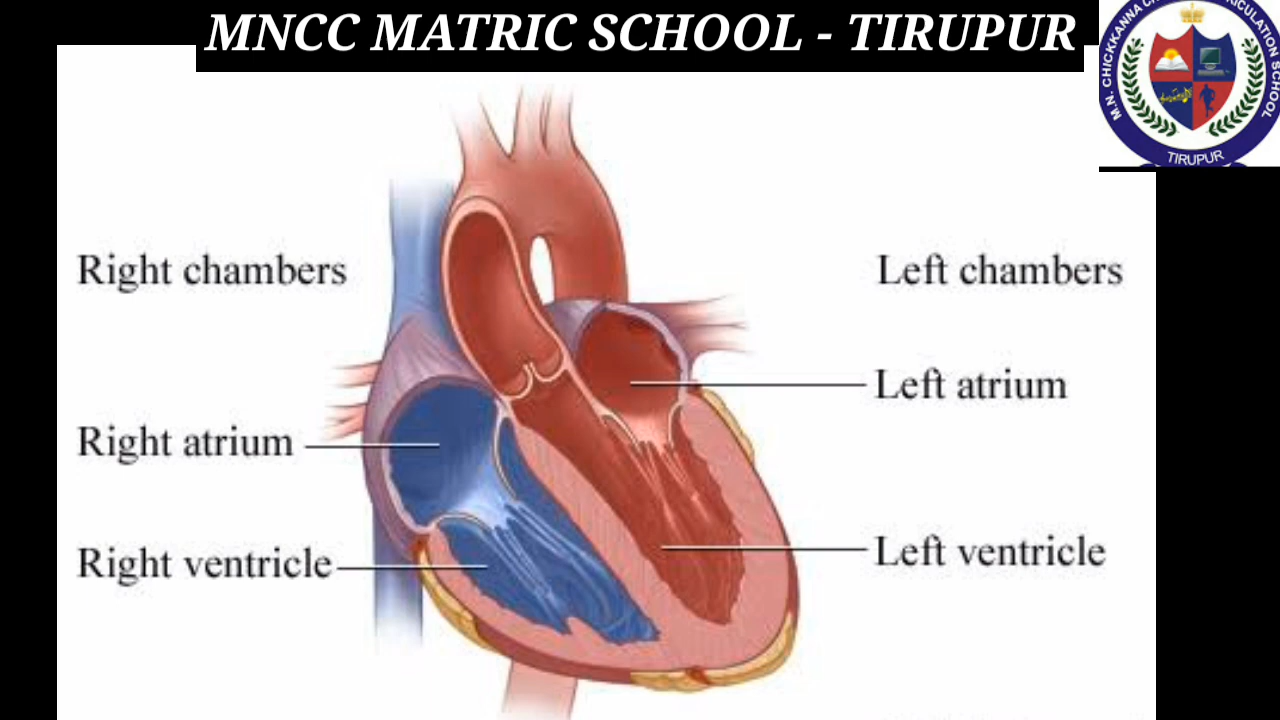 MNCC MATRIC SCHOOL - TIRUPUR
TIRUPUR
Right chambers
Left chambers
Left atrium
Right atrium
Left ventricle
Right ventricle